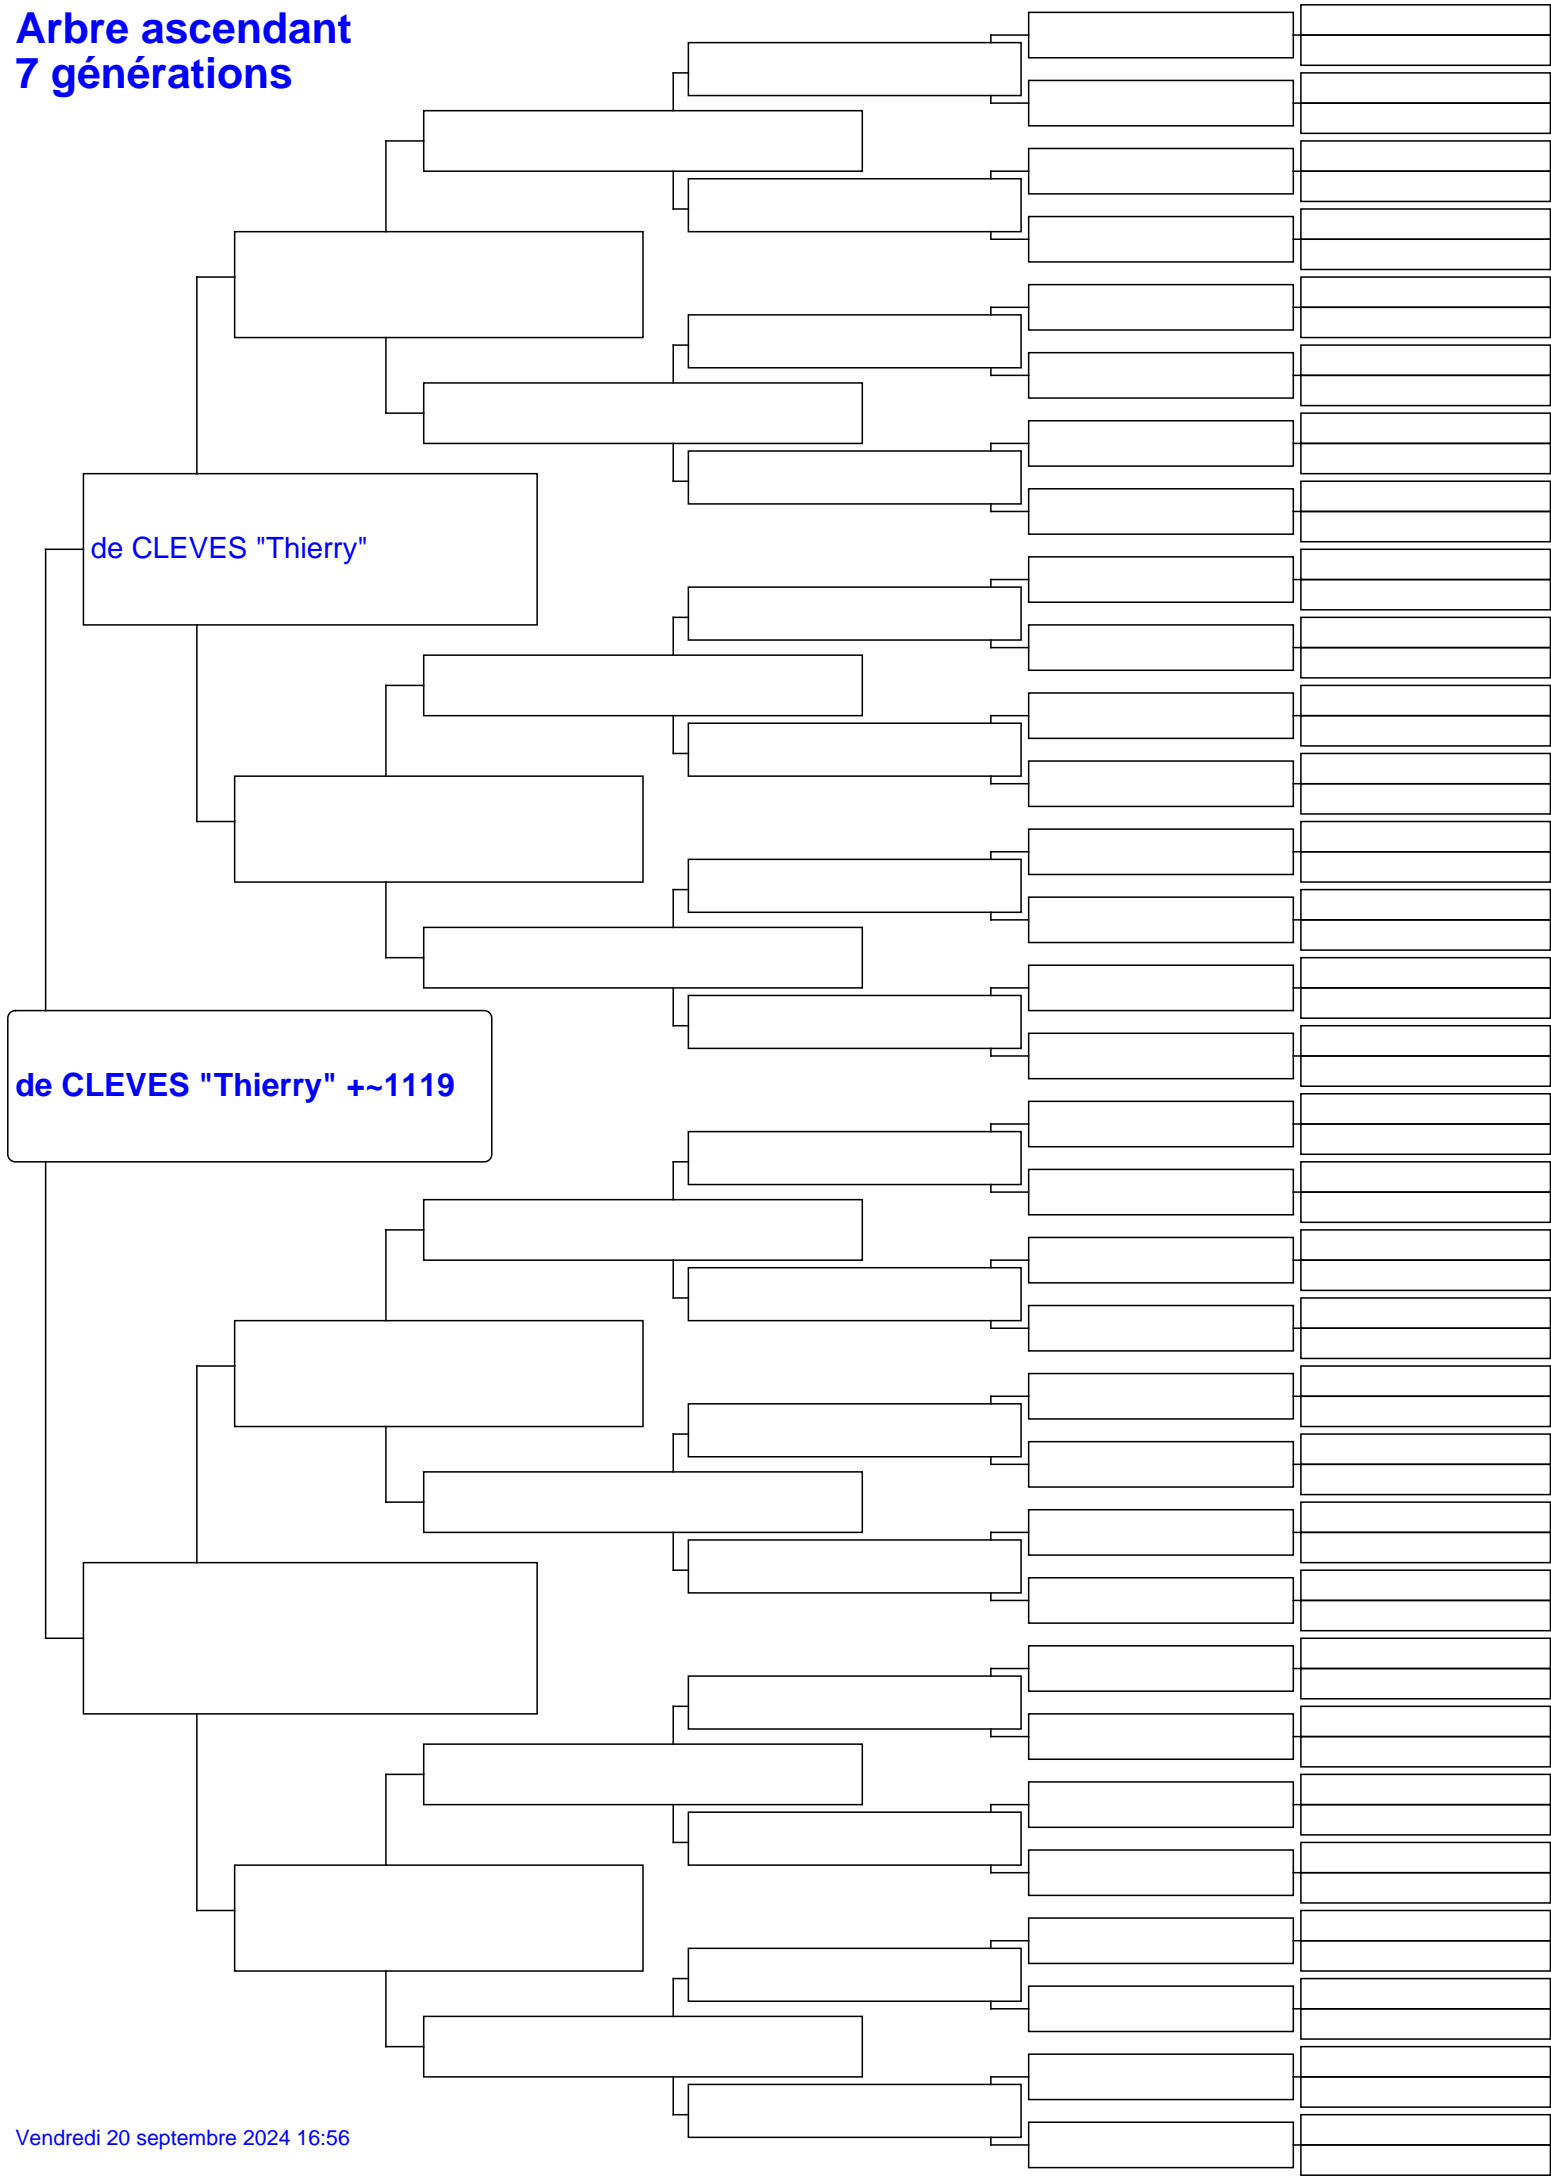 Arbre ascendant
7 générations
de CLEVES "Thierry"
de CLEVES "Thierry" +~1119
Vendredi 20 septembre 2024 16:56